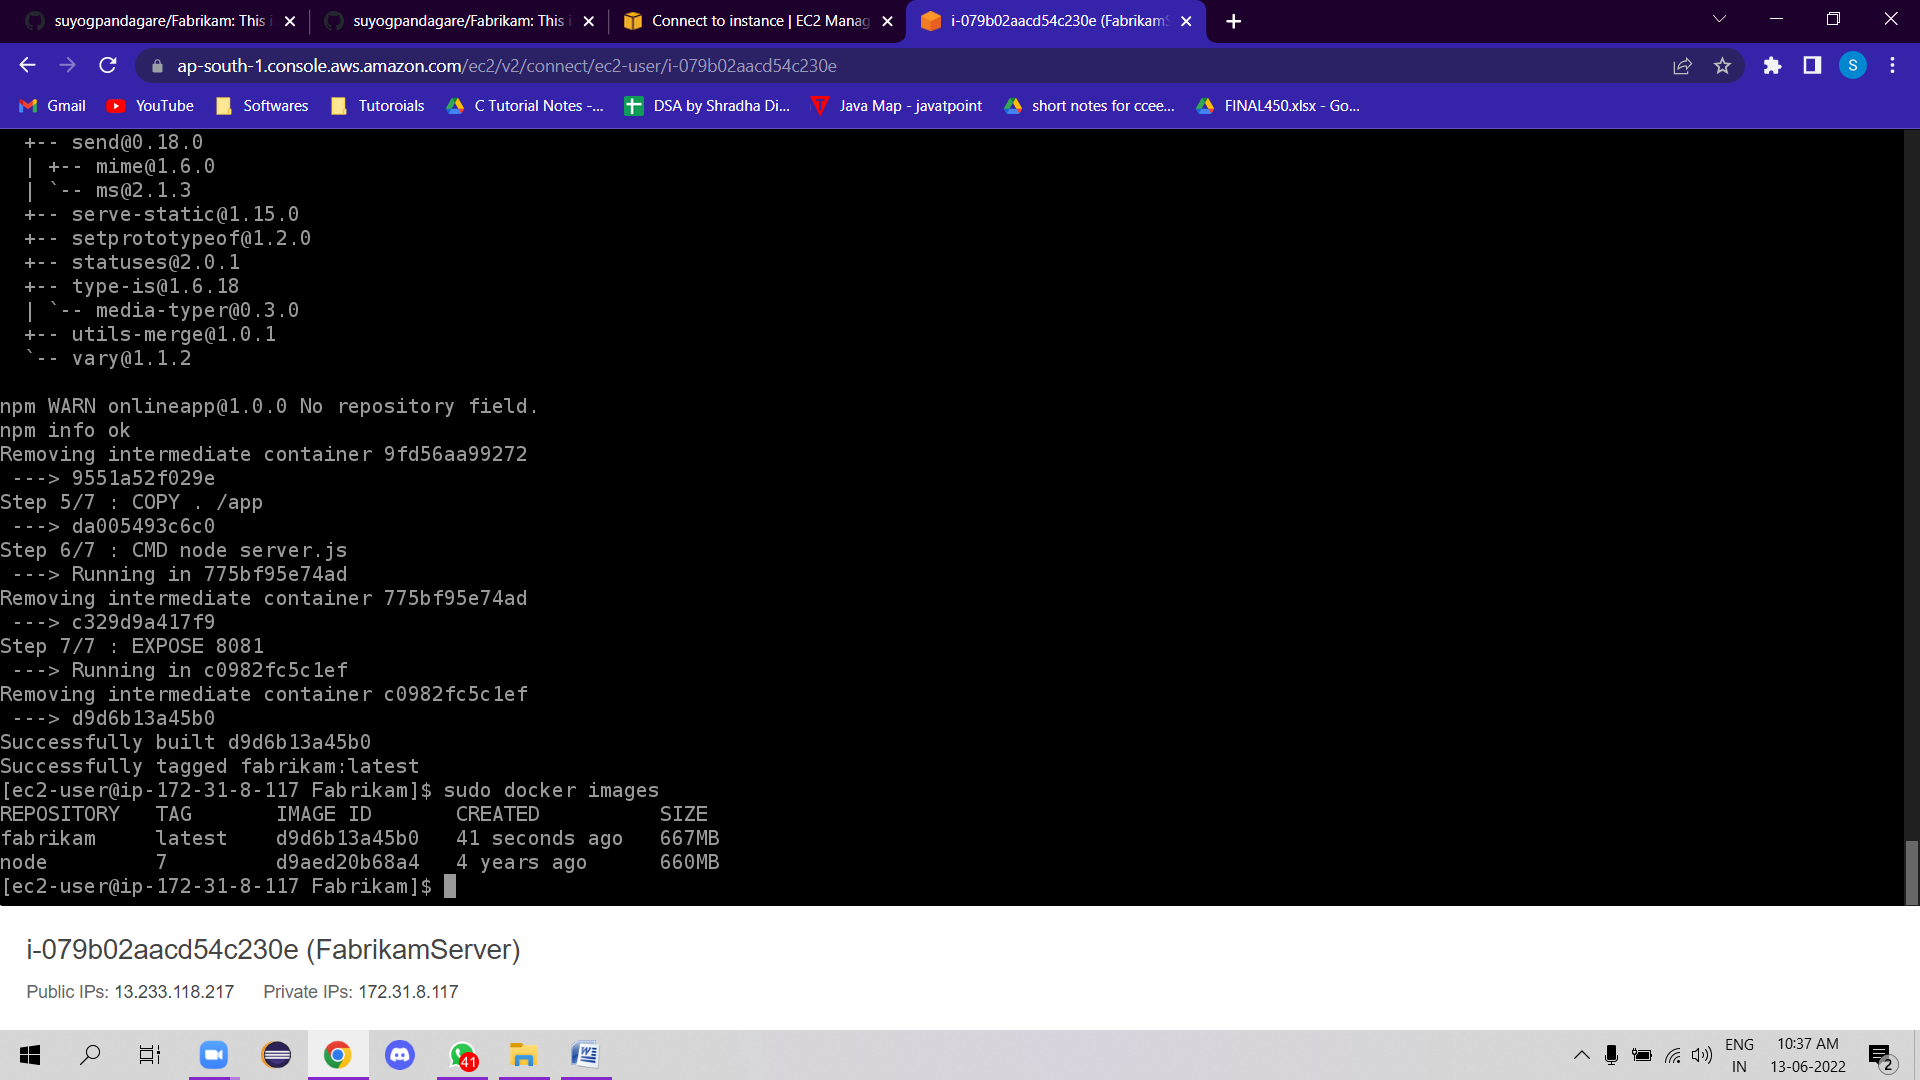 suyogpandagare/Fabrikam: This i
suyogpandagare/Fabrikam: This i
Connect to instance | EC2 Manag
i-079b02aacd54c230e (FabrikamS
ap-south-1.console.aws.amazon.com/ec2/v2/connect/ec2-user/i-079b02aacd54c230e
S
Gmail
YouTube
Softwares
Tutoroials
C Tutorial Notes -...
DSA by Shradha Di...
Java Map - javatpoint
short notes for ccee...
FINAL450.xlsx - Go...
+-- send@0.18.0
| +-- mime@1.6.0
| `-- ms@2.1.3
+-- serve-static@1.15.0
+-- setprototypeof@1.2.0
+-- statuses@2.0.1
+-- type-is@1.6.18
| `-- media-typer@0.3.0
+-- utils-merge@1.0.1
`-- vary@1.1.2
npm WARN onlineapp@1.0.0 No repository field.
npm info ok
Removing intermediate container 9fd56aa99272
---> 9551a52f029e
Step 5/7 : COPY . /app
---> da005493c6c0
Step 6/7 : CMD node server.js
---> Running in 775bf95e74ad
Removing intermediate container 775bf95e74ad
---> c329d9a417f9
Step 7/7 : EXPOSE 8081
---> Running in c0982fc5c1ef
Removing intermediate container c0982fc5c1ef
---> d9d6b13a45b0
Successfully built d9d6b13a45b0
Successfully tagged fabrikam:latest
[ec2-user@ip-172-31-8-117 Fabrikam]$ sudo docker images
REPOSITORY   TAG       IMAGE ID       CREATED          SIZE
fabrikam     latest    d9d6b13a45b0   41 seconds ago   667MB
node         7         d9aed20b68a4   4 years ago      660MB
[ec2-user@ip-172-31-8-117 Fabrikam]$
i-079b02aacd54c230e (FabrikamServer)
Public IPs: 13.233.118.217 Private IPs: 172.31.8.117
41
ENG
IN
10:37 AM
13-06-2022
2